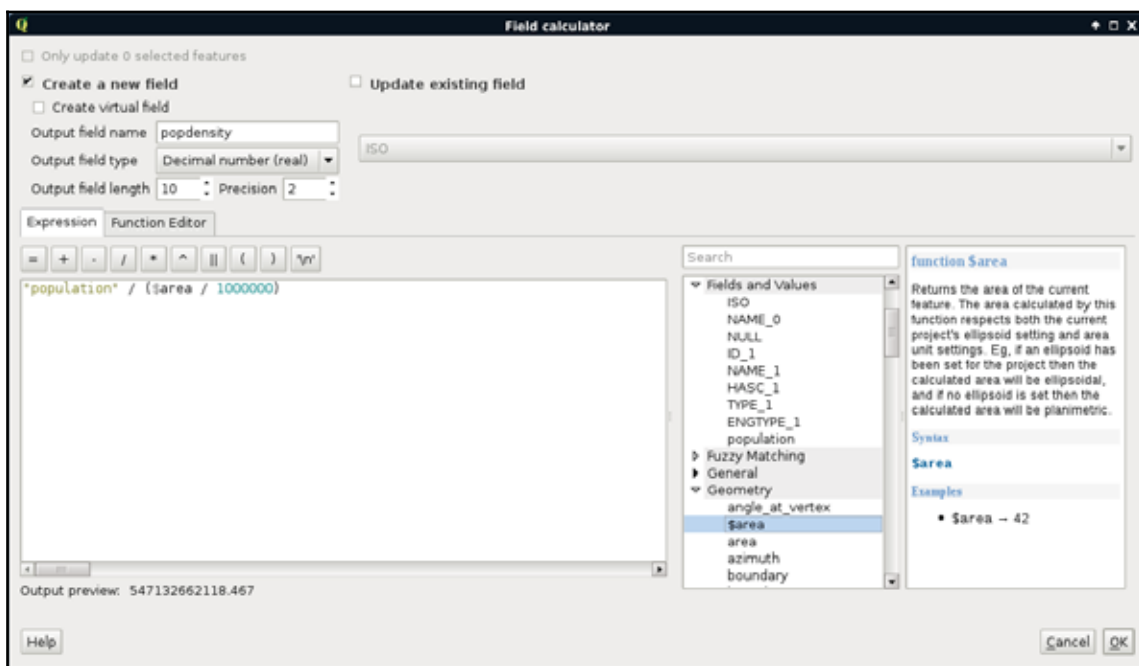 Field calculator
Only update 0 selected features
Create a new field
Update existing field
Create virtual field
Output field name popdensity
Output field type Decimal number (real)
ISO
Output field length 10 Precision 2
Expression Function Editor
= + - / * ^ || ( ) '\n'
"population" / ($area / 1000000)
Output preview: 547132662118.467
Search
Fields and Values
ISO
NAME_0
NULL
ID_1
NAME_1
HASC_1
TYPE_1
ENGTYPE_1
population
Fuzzy Matching
General
Geometry
angle_at_vertex
$area
area
azimuth
boundary
function $area
Returns the area of the current
feature. The area calculated by this
function respects both the current
project's ellipsoid setting and area
unit settings. Eg, if an ellipsoid has
been set for the project then the
calculated area will be ellipsoidal,
and if no ellipsoid is set then the
calculated area will be planimetric.
Syntax
$area
Examples
• $area → 42
Help
Cancel OK